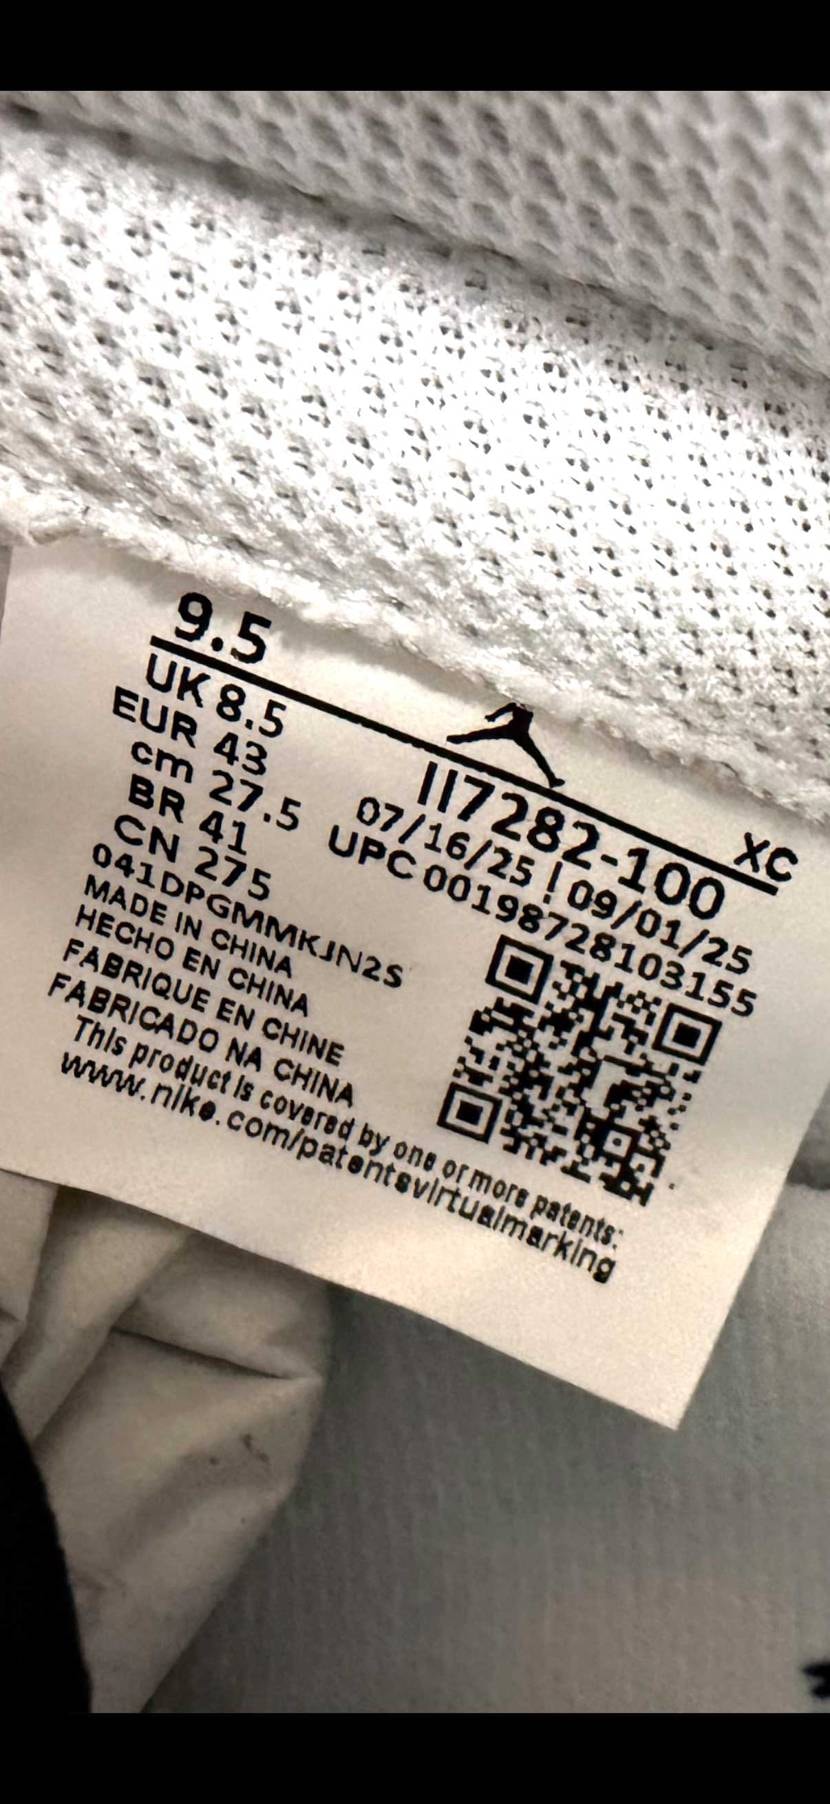 9.5
UK 8.5
EUR 43
cm 27.5
BR 41
CN 275
041DPGMMKJN2S
MADE IN CHINA
HECHO EN CHINA
FABRIQUE EN CHINE
FABRICADO NA CHINA
This product is covered by one or more patents:
www.nike.com/patentsvirtualmarking
XC
II7282-100
07/16/25 ! 09/01/25
UPC 00198728103155